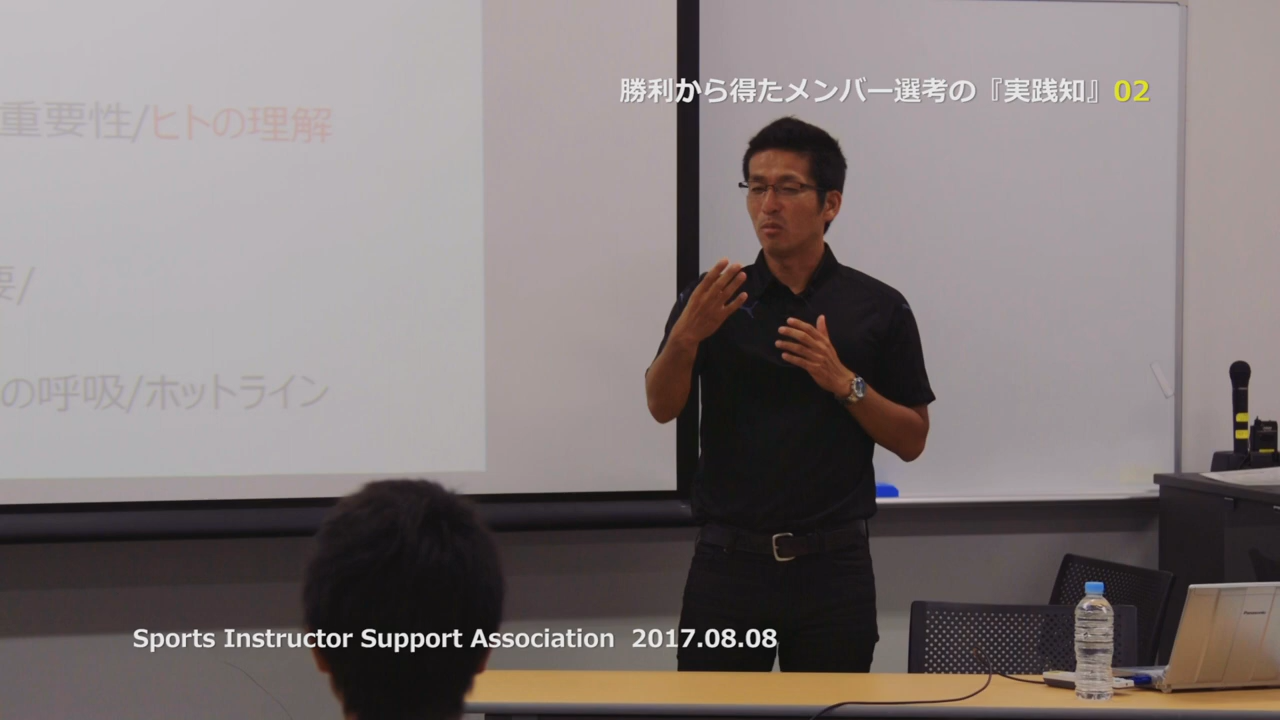 勝利から得たメンバー選考の『実践知』02
重要性/ヒトの理解
要/
の呼吸/ホットライン
Sports Instructor Support Association 2017.08.08
Panasonic